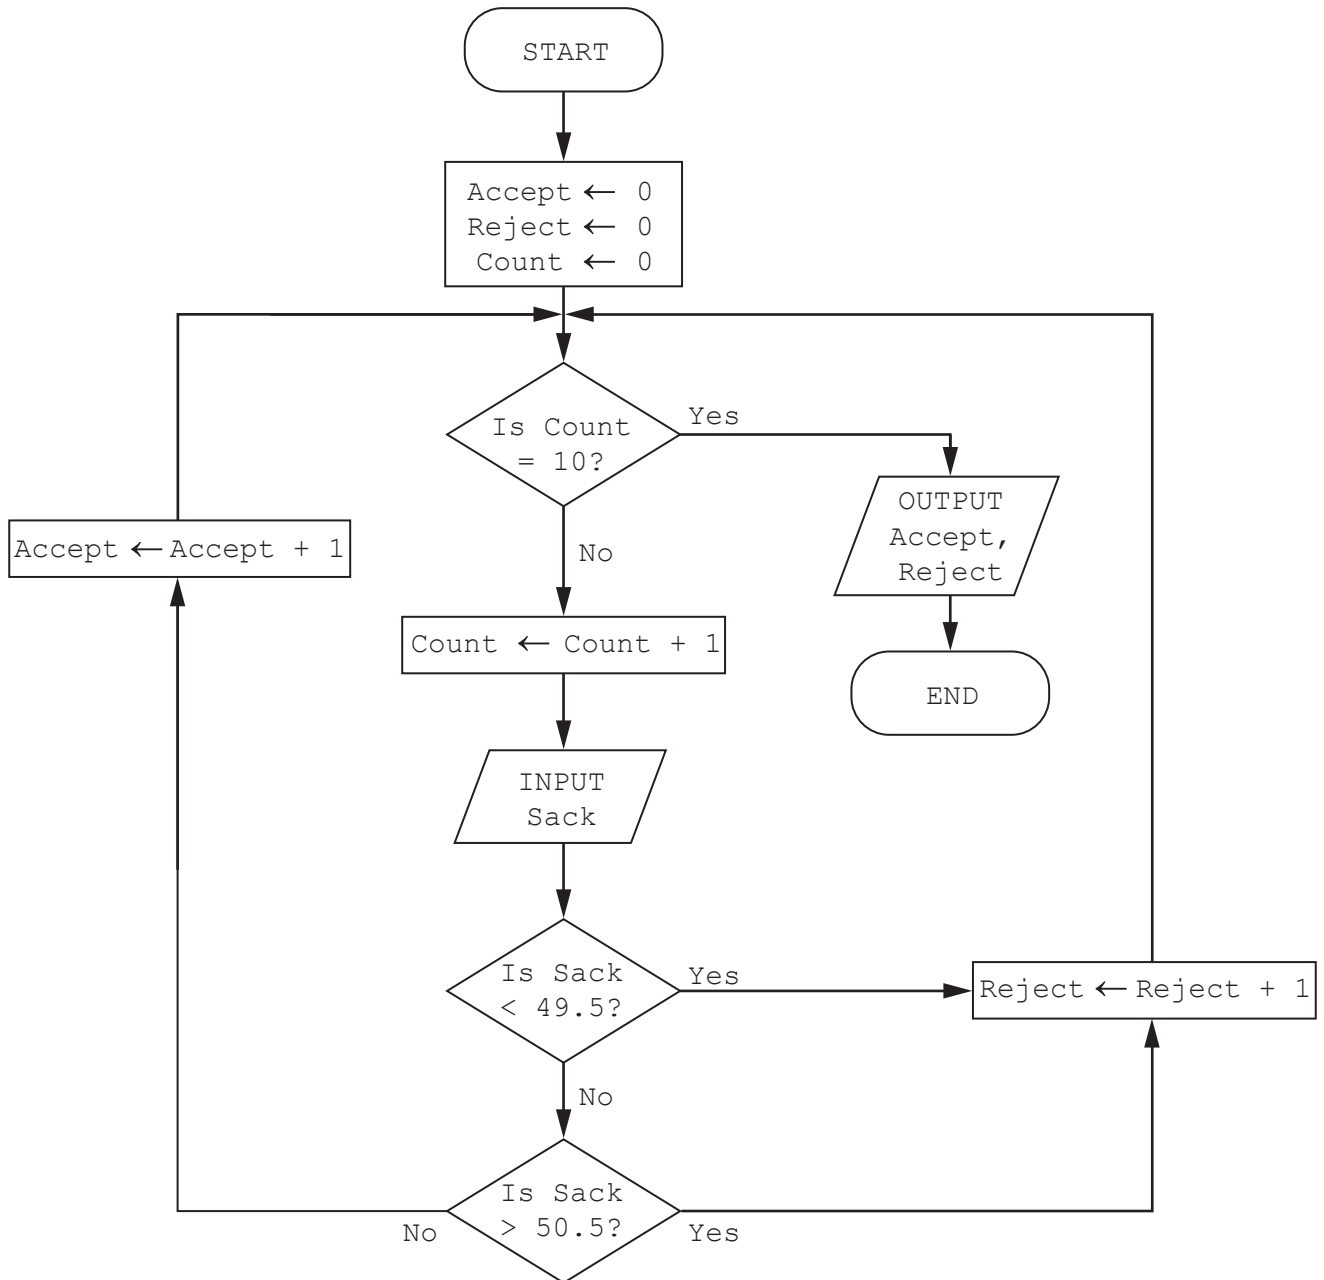 START
Accept ← 0
Reject ← 0
Count ← 0
Is Count
= 10?
Yes
OUTPUT
Accept,
Reject
END
No
Accept ← Accept + 1
Count ← Count + 1
INPUT
Sack
Is Sack
< 49.5?
Yes
Reject ← Reject + 1
No
Is Sack
> 50.5?
No
Yes